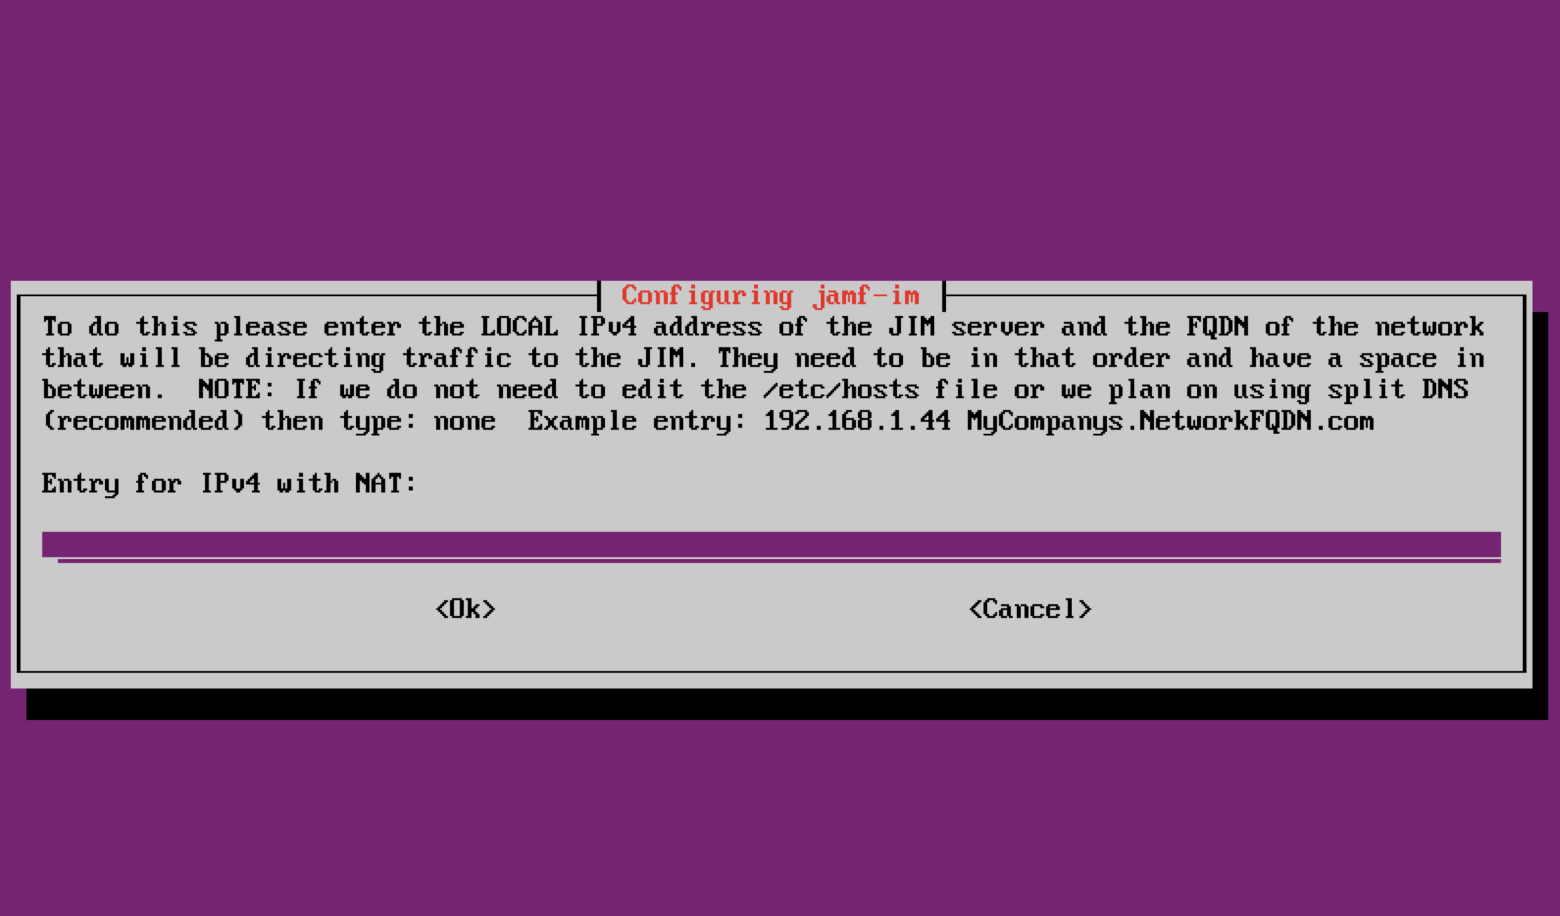 Configuring jamf-im
To do this please enter the LOCAL IPv4 address of the JIM server and the FQDN of the network
that will be directing traffic to the JIM. They need to be in that order and have a space in
between.  NOTE: If we do not need to edit the /etc/hosts file or we plan on using split DNS
(recommended) then type: none  Example entry: 192.168.1.44 MyCompanys.NetworkFQDN.com
Entry for IPv4 with NAT:
<Ok> <Cancel>